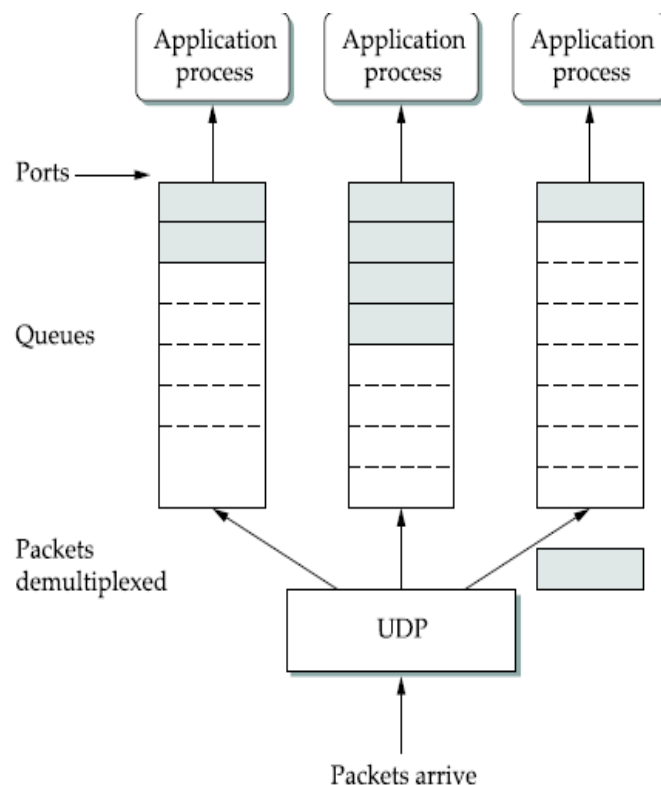 Application
process
Application
process
Application
process
Ports
Queues
Packets
demultiplexed
UDP
Packets arrive